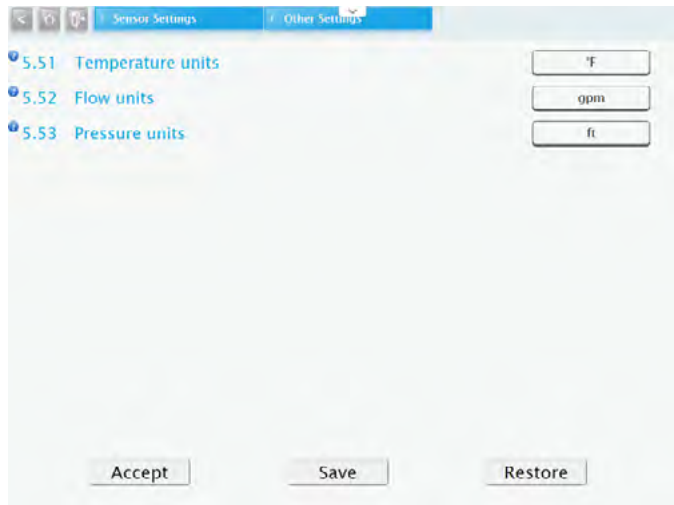 Sensor Settings Other Settings
5.51 Temperature units °F
5.52 Flow units gpm
5.53 Pressure units ft
Accept Save Restore